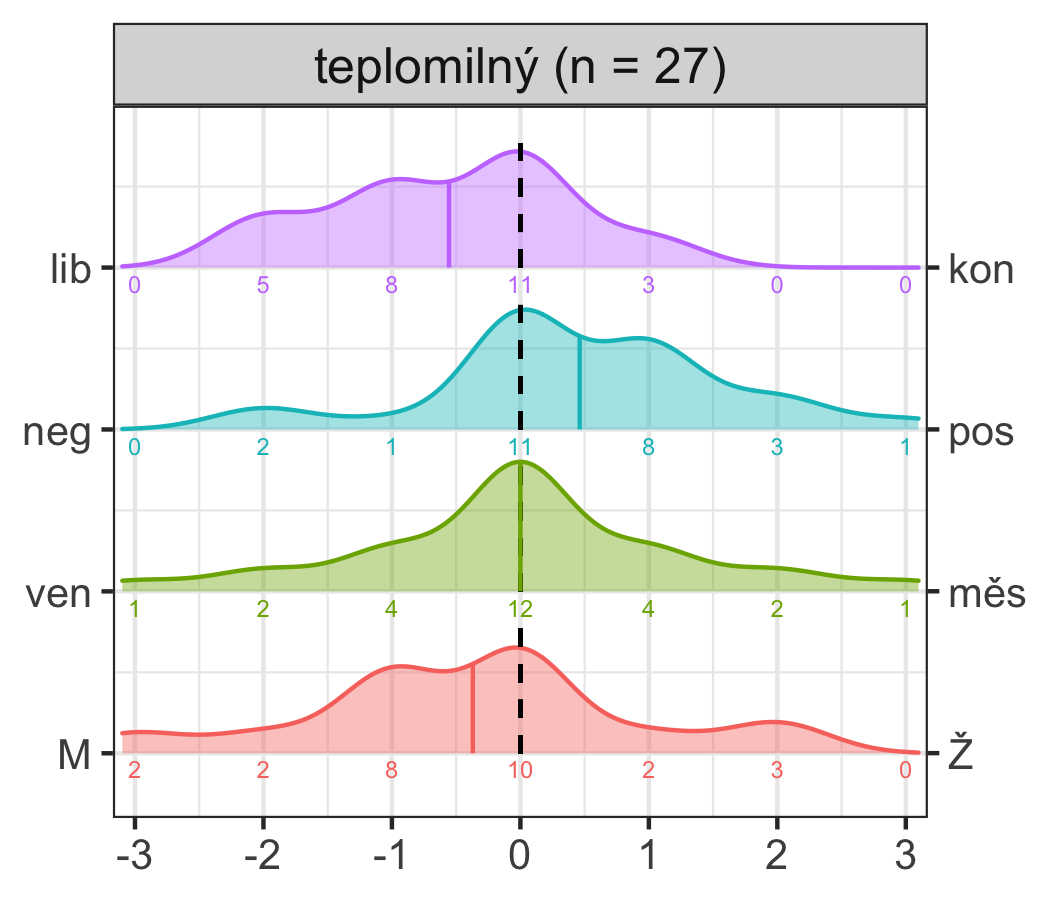 teplomilný (n = 27)
lib kon
0 5 8 11 3 0 0
neg pos
0 2 1 11 8 3 1
ven měs
1 2 4 12 4 2 1
M Ž
2 2 8 10 2 3 0
-3 -2 -1 0 1 2 3